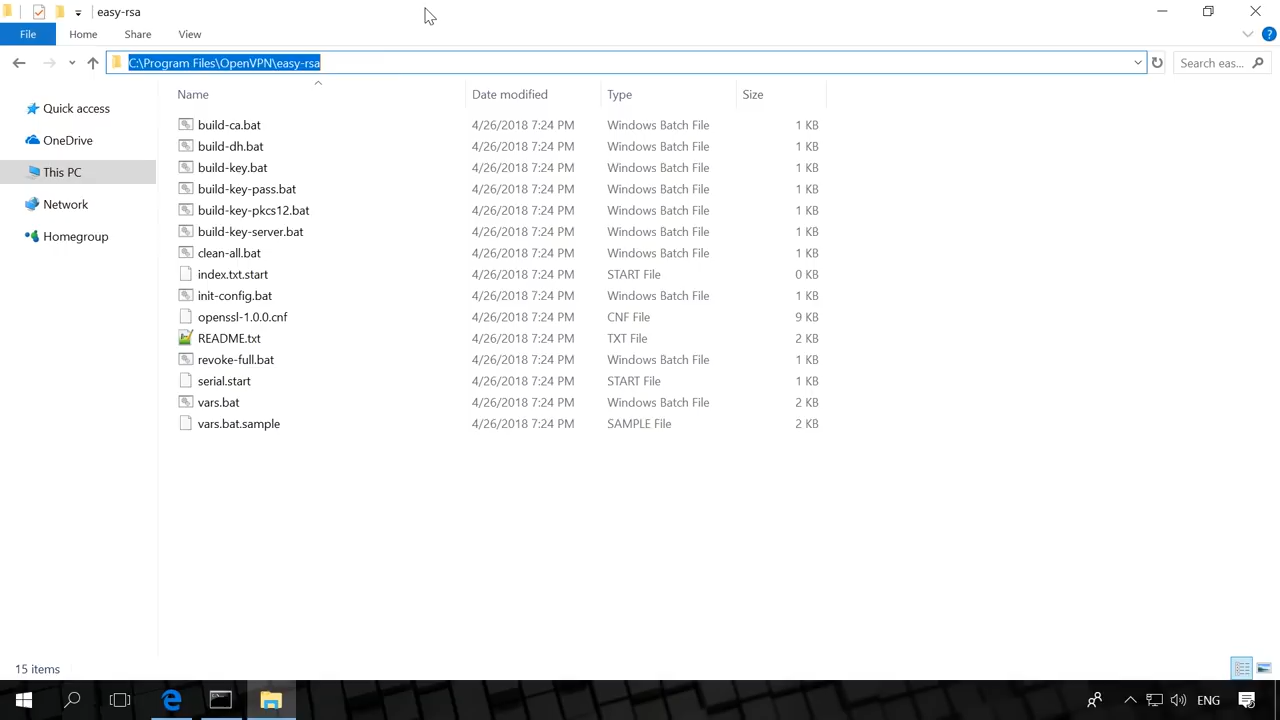 easy-rsa
File Home Share View
C:\Program Files\OpenVPN\easy-rsa
Search eas...
Name Date modified Type Size
Quick access
OneDrive
This PC
Network
Homegroup
build-ca.bat 4/26/2018 7:24 PM Windows Batch File 1 KB
build-dh.bat 4/26/2018 7:24 PM Windows Batch File 1 KB
build-key.bat 4/26/2018 7:24 PM Windows Batch File 1 KB
build-key-pass.bat 4/26/2018 7:24 PM Windows Batch File 1 KB
build-key-pkcs12.bat 4/26/2018 7:24 PM Windows Batch File 1 KB
build-key-server.bat 4/26/2018 7:24 PM Windows Batch File 1 KB
clean-all.bat 4/26/2018 7:24 PM Windows Batch File 1 KB
index.txt.start 4/26/2018 7:24 PM START File 0 KB
init-config.bat 4/26/2018 7:24 PM Windows Batch File 1 KB
openssl-1.0.0.cnf 4/26/2018 7:24 PM CNF File 9 KB
README.txt 4/26/2018 7:24 PM TXT File 2 KB
revoke-full.bat 4/26/2018 7:24 PM Windows Batch File 1 KB
serial.start 4/26/2018 7:24 PM START File 1 KB
vars.bat 4/26/2018 7:24 PM Windows Batch File 2 KB
vars.bat.sample 4/26/2018 7:24 PM SAMPLE File 2 KB
15 items
ENG